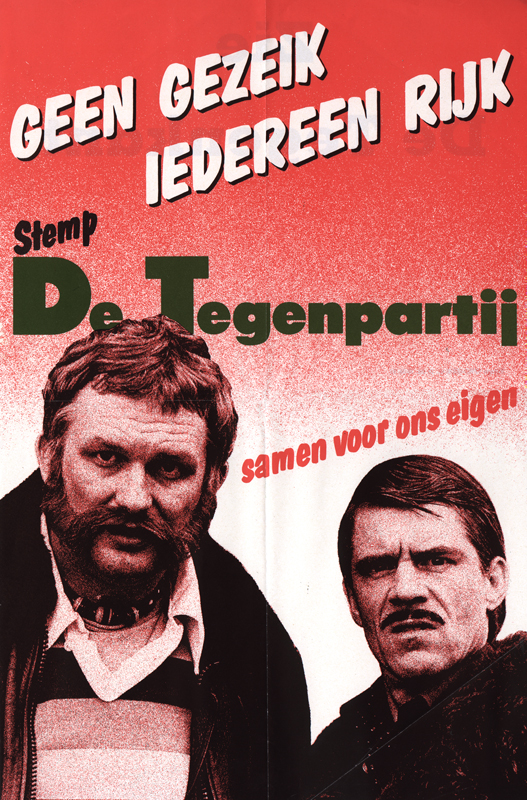 GEEN GEZEIK
IEDEREEN RIJK
Stemp
De Tegenpartij
samen voor ons eigen